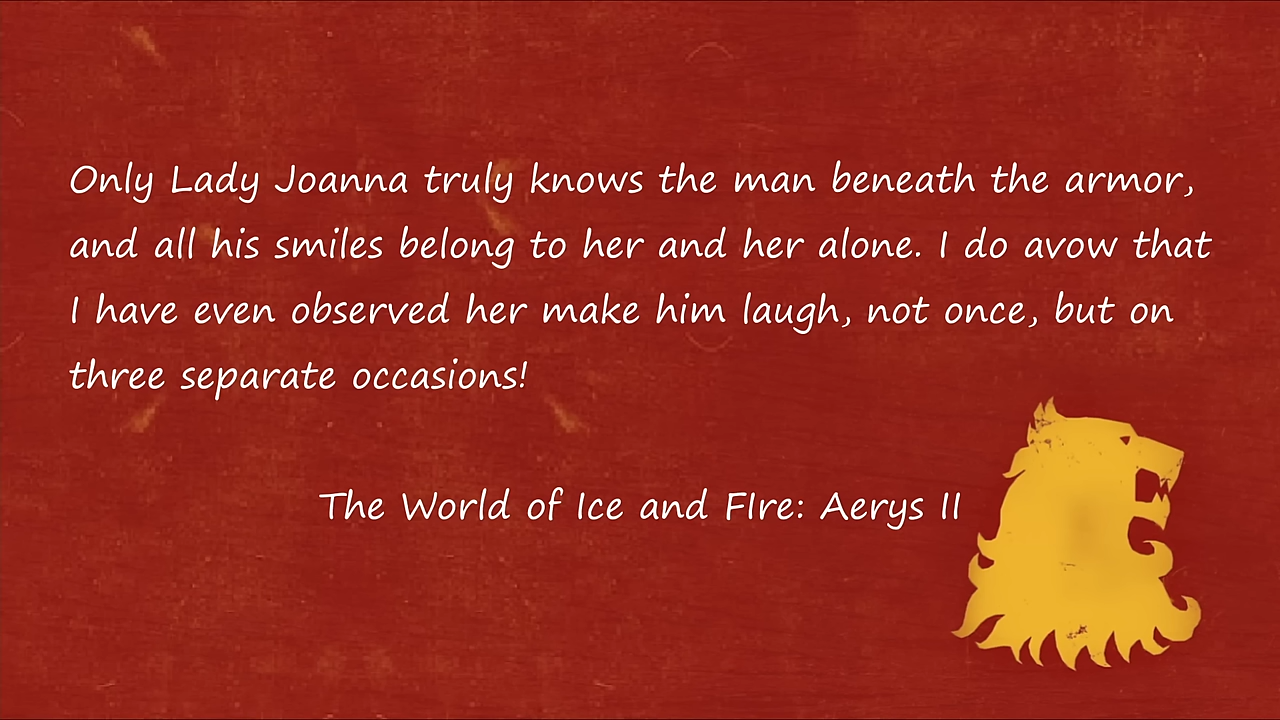 Only Lady Joanna truly knows the man beneath the armor,
and all his smiles belong to her and her alone. I do avow that
I have even observed her make him laugh, not once, but on
three separate occasions!
The World of Ice and FIre: Aerys II